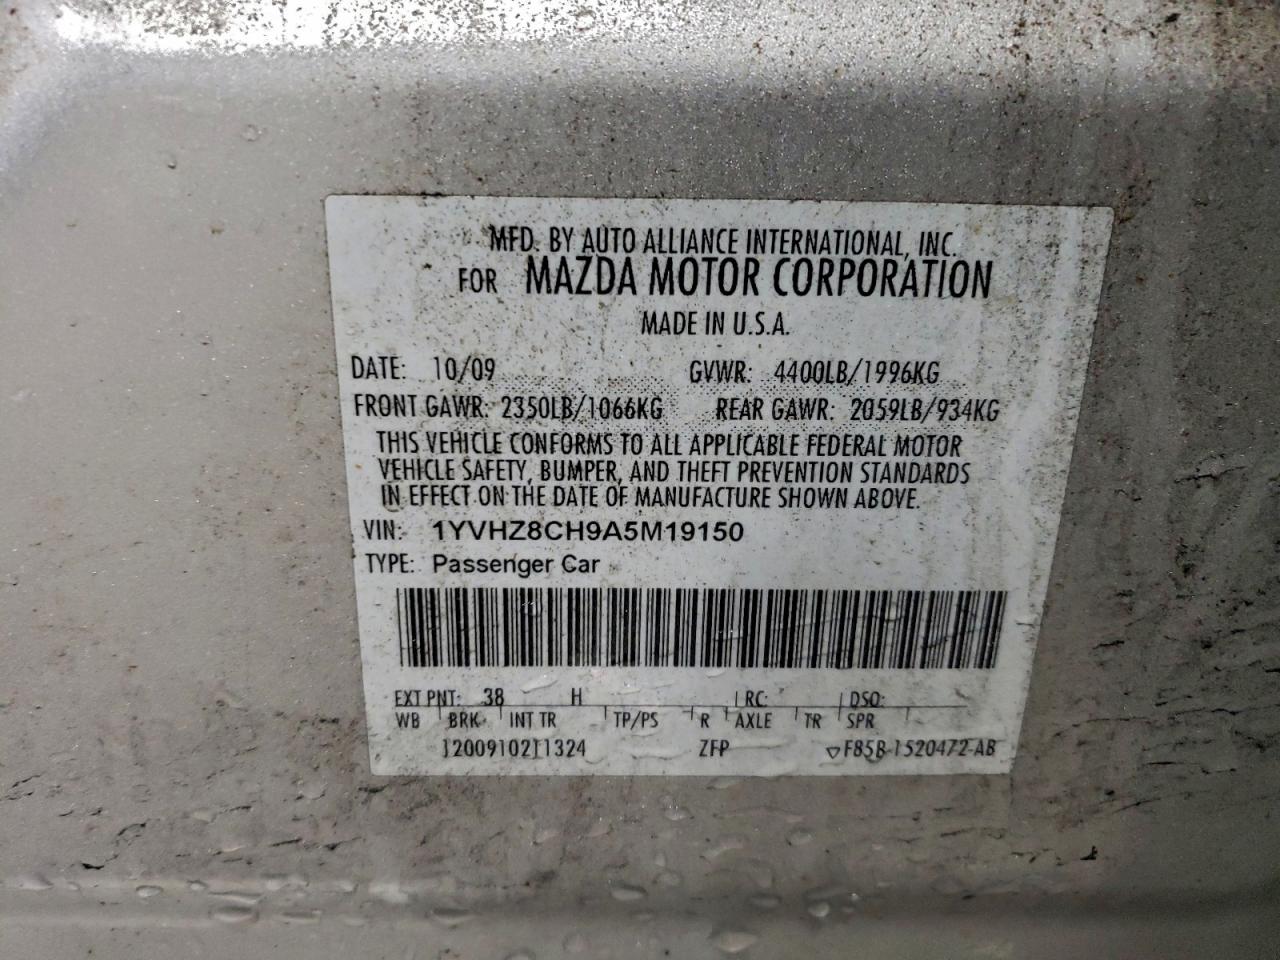 MFD. BY AUTO ALLIANCE INTERNATIONAL, INC.
FOR MAZDA MOTOR CORPORATION
MADE IN U.S.A.
DATE: 10/09 GVWR: 4400LB/1996KG
FRONT GAWR: 2350LB/1066KG REAR GAWR: 2059LB/934KG
THIS VEHICLE CONFORMS TO ALL APPLICABLE FEDERAL MOTOR
VEHICLE SAFETY, BUMPER, AND THEFT PREVENTION STANDARDS
IN EFFECT ON THE DATE OF MANUFACTURE SHOWN ABOVE.
VIN: 1YVHZ8CH9A5M19150
TYPE: Passenger Car
EXT PNT: 38 H RC: DSO:
WB BRK INT TR TP/PS R AXLE TR SPR
1200910211324 ZFP F85B-1520472-AB